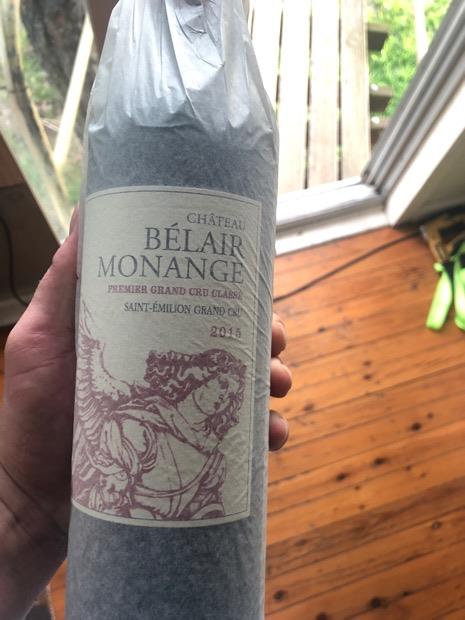 CHÂTEAU
BÉLAIR
MONANGE
PREMIER GRAND CRU CLASSÉ
SAINT-ÉMILION GRAND CRU
2015